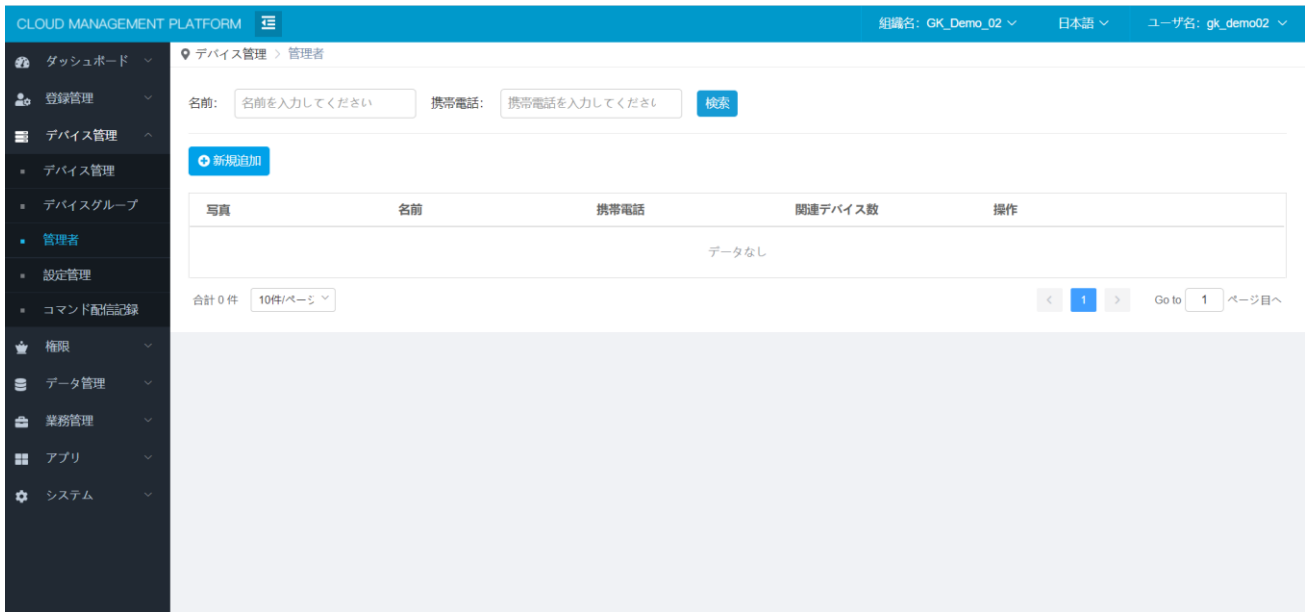 CLOUD MANAGEMENT PLATFORM 組織名: GK_Demo_02 日本語 ユーザ名: gk_demo02
ダッシュボード
登録管理
デバイス管理
デバイス管理
デバイスグループ
管理者
設定管理
コマンド配信記録
権限
データ管理
業務管理
アプリ
システム
デバイス管理 > 管理者
名前: 名前を入力してください 携帯電話: 携帯電話を入力してくださ 検索
新規追加
写真 名前 携帯電話 関連デバイス数 操作
データなし
合計 0 件 10件/ページ < 1 > Go to 1 ページ目へ